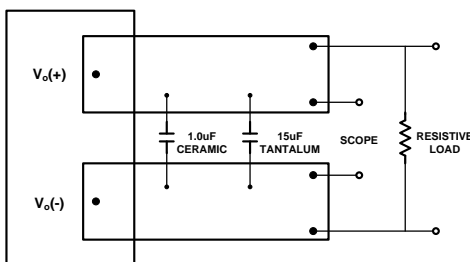 Vₒ(+)
1.0uF
CERAMIC
15uF
TANTALUM
SCOPE
RESISTIVE
LOAD
Vₒ(-)